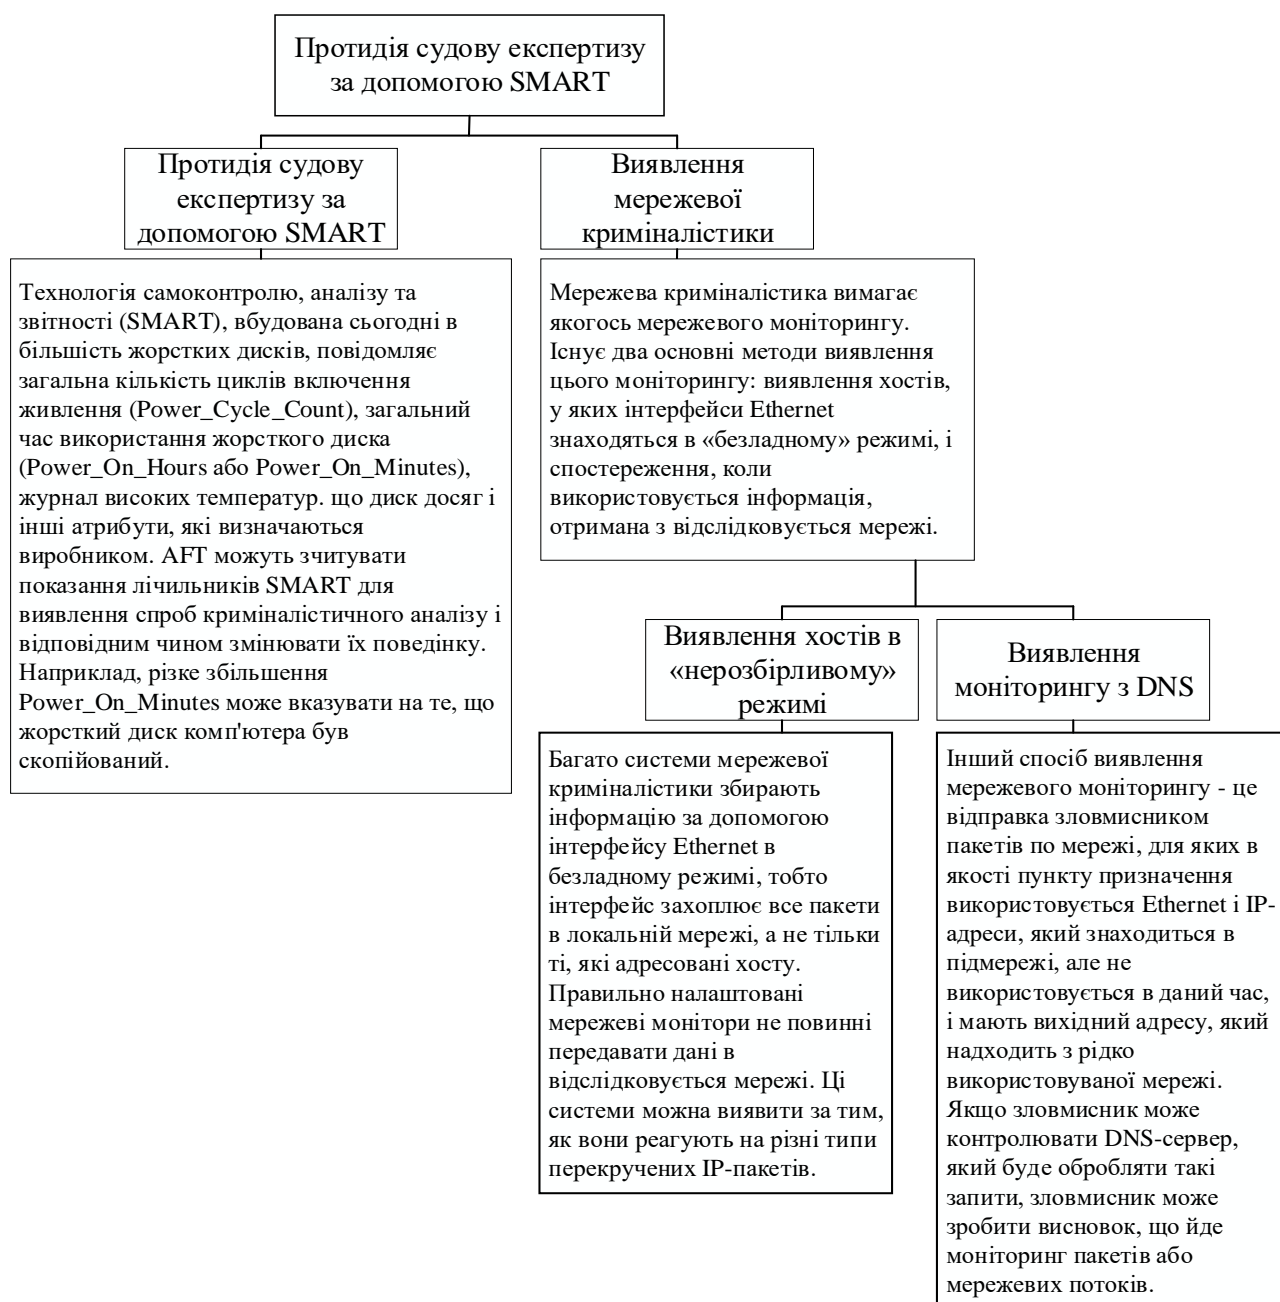 Протидія судову експертизу
за допомогою SMART
Протидія судову
експертизу за
допомогою SMART
Виявлення
мережевої
криміналістики
Технологія самоконтролю, аналізу та
звітності (SMART), вбудована сьогодні в
більшість жорстких дисків, повідомляє
загальна кількість циклів включення
живлення (Power_Cycle_Count), загальний
час використання жорсткого диска
(Power_On_Hours або Power_On_Minutes),
журнал високих температур. що диск досяг і
інші атрибути, які визначаються
виробником. AFT можуть зчитувати
показання лічильників SMART для
виявлення спроб криміналістичного аналізу і
відповідним чином змінювати їх поведінку.
Наприклад, різке збільшення
Power_On_Minutes може вказувати на те, що
жорсткий диск комп'ютера був
скопійований.
Мережева криміналістика вимагає
якогось мережевого моніторингу.
Існує два основні методи виявлення
цього моніторингу: виявлення хостів,
у яких інтерфейси Ethernet
знаходяться в «безладному» режимі, і
спостереження, коли
використовується інформація,
отримана з відслідковується мережі.
Виявлення хостів в
«нерозбірливому»
режимі
Виявлення
моніторингу з DNS
Багато системи мережевої
криміналістики збирають
інформацію за допомогою
інтерфейсу Ethernet в
безладному режимі, тобто
інтерфейс захоплює все пакети
в локальній мережі, а не тільки
ті, які адресовані хосту.
Правильно налаштовані
мережеві монітори не повинні
передавати дані в
відслідковується мережі. Ці
системи можна виявити за тим,
як вони реагують на різні типи
перекручених IP-пакетів.
Інший спосіб виявлення
мережевого моніторингу - це
відправка зловмисником
пакетів по мережі, для яких в
якості пункту призначення
використовується Ethernet і IP-
адреси, який знаходиться в
підмережі, але не
використовується в даний час,
і мають вихідний адресу, який
надходить з рідко
використовуваної мережі.
Якщо зловмисник може
контролювати DNS-сервер,
який буде обробляти такі
запити, зловмисник може
зробити висновок, що йде
моніторинг пакетів або
мережевих потоків.